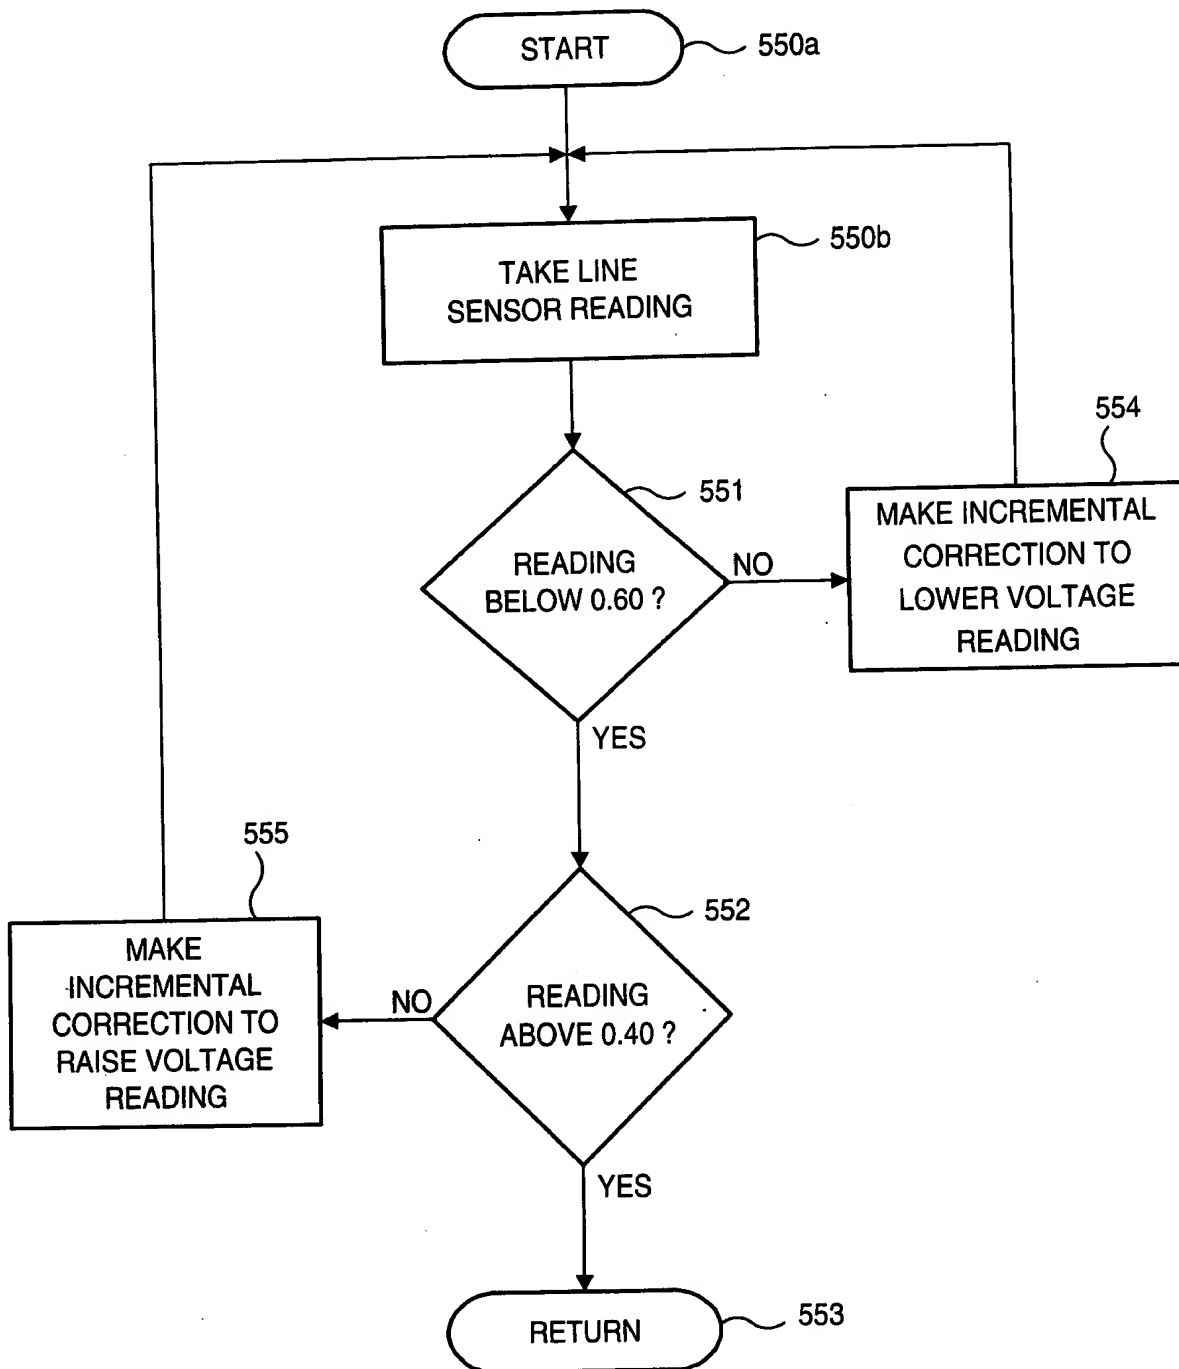 START
550a
TAKE LINE
SENSOR READING
550b
READING
BELOW 0.60 ?
551
NO
YES
554
MAKE INCREMENTAL
CORRECTION TO
LOWER VOLTAGE
READING
READING
ABOVE 0.40 ?
552
NO
YES
555
MAKE
INCREMENTAL
CORRECTION TO
RAISE VOLTAGE
READING
RETURN
553